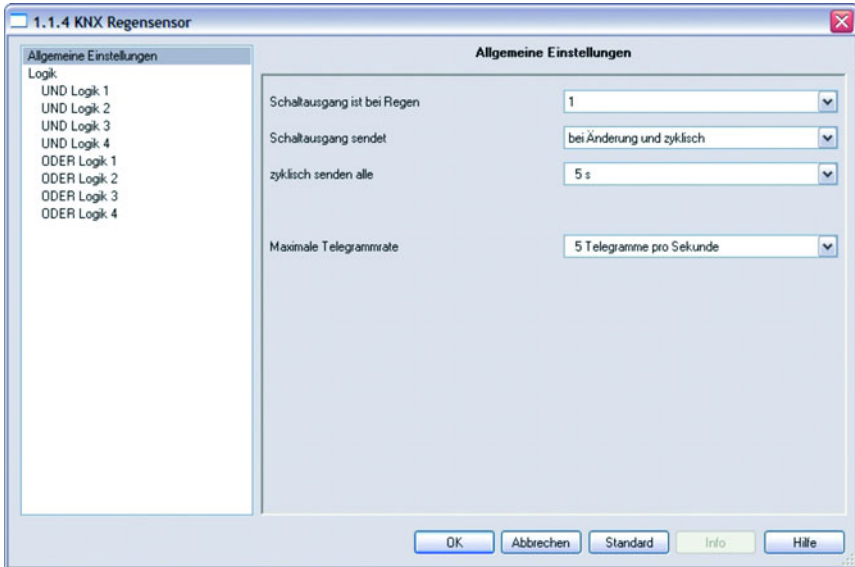 1.1.4 KNX Regensensor
Allgemeine Einstellungen
Logik
UND Logik 1
UND Logik 2
UND Logik 3
UND Logik 4
ODER Logik 1
ODER Logik 2
ODER Logik 3
ODER Logik 4
Allgemeine Einstellungen
Schaltausgang ist bei Regen 1
Schaltausgang sendet bei Änderung und zyklisch
zyklisch senden alle 5 s
Maximale Telegrammrate 5 Telegramme pro Sekunde
OK Abbrechen Standard Info Hilfe